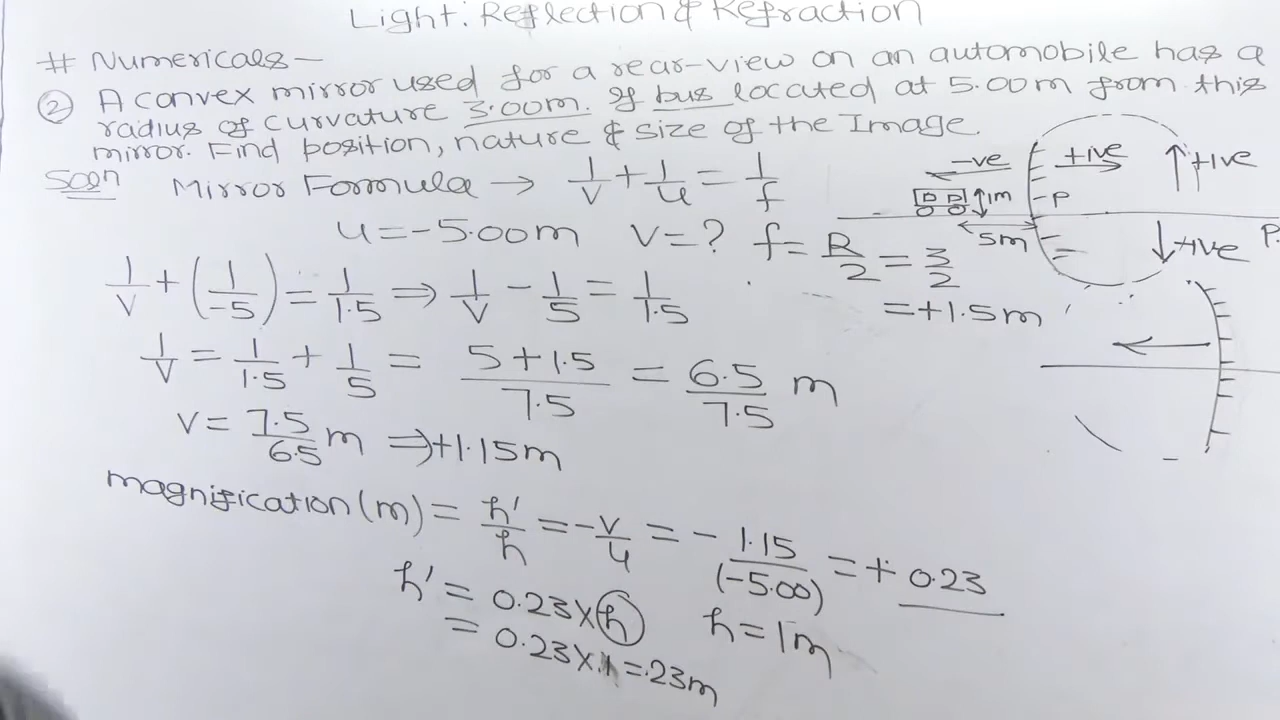 Light: Reflection & Refraction
# Numericals –
② A convex mirror used for a rear-view on an automobile has a
radius of curvature 3.00m. If bus located at 5.00m from this
mirror. Find position, nature & size of the Image.
Soln Mirror Formula → 1/v + 1/u = 1/f
u = -5.00m v = ? f = R/2 = 3/2
= +1.5m
-ve +ive ↑ +ive
D D 1m P
5m ↓ +ve P.
1/v + (1/-5) = 1/1.5 ⇒ 1/v - 1/5 = 1/1.5
1/v = 1/1.5 + 1/5 = 5+1.5/7.5 = 6.5/7.5 m
v = 7.5/6.5 m ⇒ +1.15m
magnification (m) = h'/h = -v/u = - 1.15/(-5.00) = + 0.23
h' = 0.23 × h h = 1m
= 0.23 × 1 = .23m